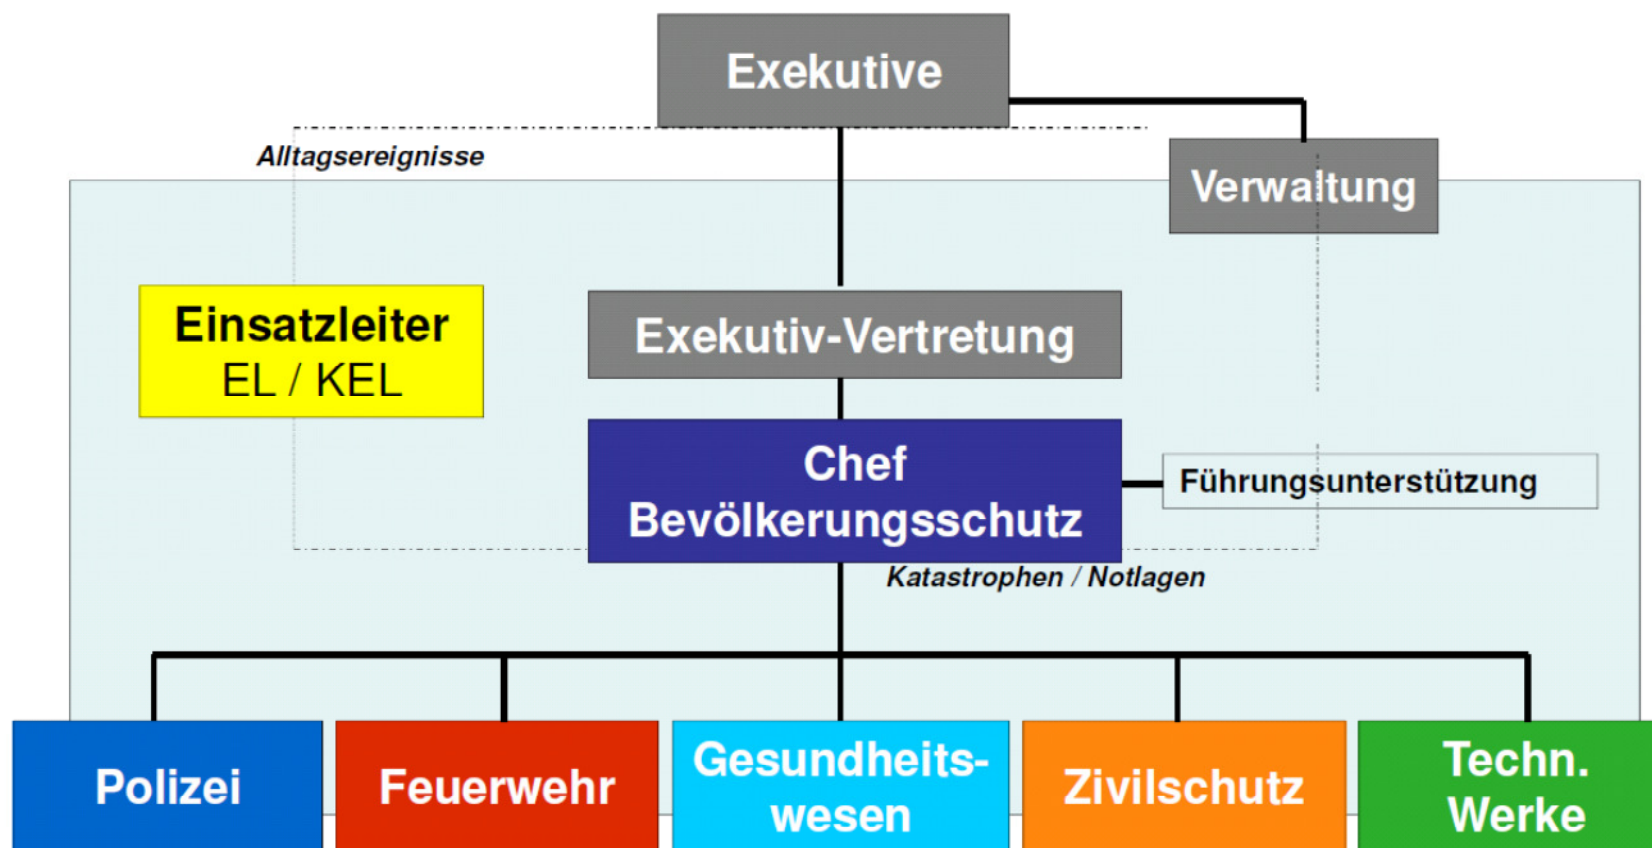 Exekutive
Alltagsereignisse
Verwaltung
Einsatzleiter
EL / KEL
Exekutiv-Vertretung
Chef
Bevölkerungsschutz
Führungsunterstützung
Katastrophen / Notlagen
Polizei
Feuerwehr
Gesundheits-
wesen
Zivilschutz
Techn.
Werke